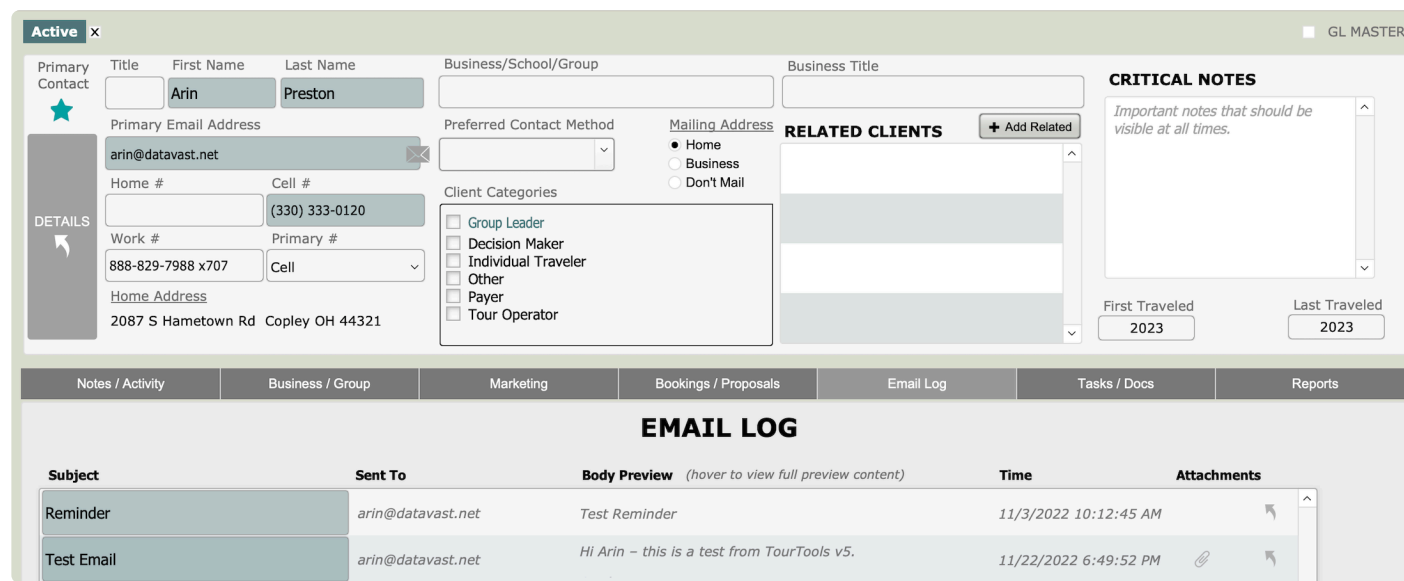 Active x
GL MASTER
Primary Contact
Title First Name Last Name
Arin Preston
Primary Email Address
arin@datavast.net
Home # Cell #
(330) 333-0120
Work # Primary #
888-829-7988 x707 Cell
Home Address
2087 S Hametown Rd Copley OH 44321
DETAILS
Business/School/Group
Preferred Contact Method
Mailing Address
Home
Business
Don't Mail
Client Categories
Group Leader
Decision Maker
Individual Traveler
Other
Payer
Tour Operator
Business Title
RELATED CLIENTS
+ Add Related
CRITICAL NOTES
Important notes that should be
visible at all times.
First Traveled Last Traveled
2023 2023
Notes / Activity Business / Group Marketing Bookings / Proposals Email Log Tasks / Docs Reports
EMAIL LOG
Subject Sent To Body Preview (hover to view full preview content) Time Attachments
Reminder arin@datavast.net Test Reminder 11/3/2022 10:12:45 AM
Test Email arin@datavast.net Hi Arin – this is a test from TourTools v5. 11/22/2022 6:49:52 PM